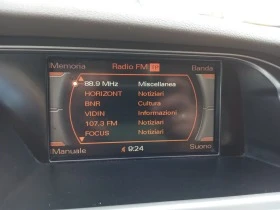 Memoria Radio FM TP Banda
88.9 MHz Miscellanea
HORIZONT Notiziari
BNR Cultura
VIDIN Informazioni
107.3 FM Notiziari
FOCUS Notiziari
Manuale 9:24 Suono